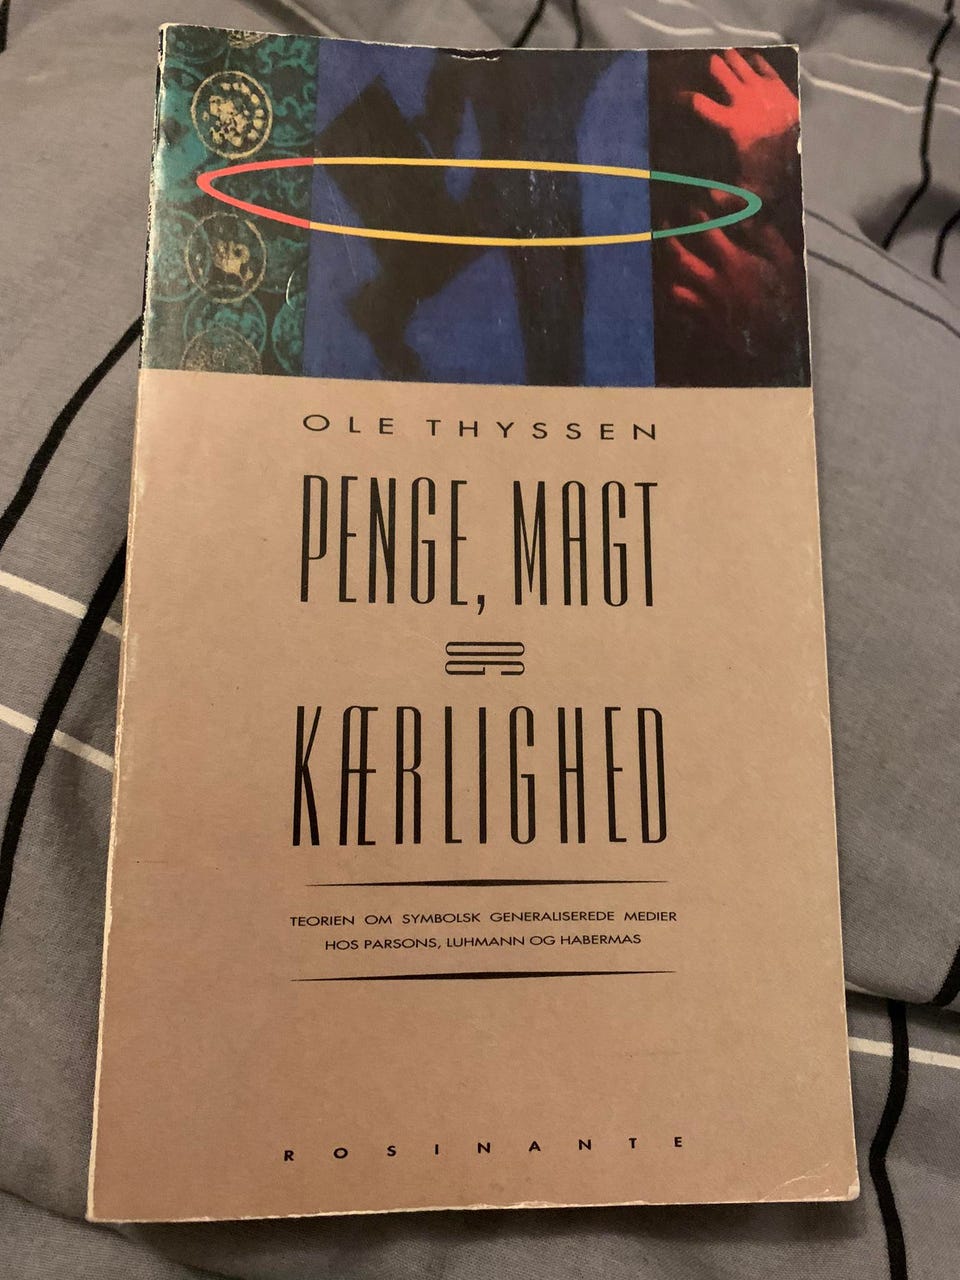 OLE THYSSEN
PENGE, MAGT
OG
KÆRLIGHED
TEORIEN OM SYMBOLSK GENERALISEREDE MEDIER
HOS PARSONS, LUHMANN OG HABERMAS
ROSINANTE